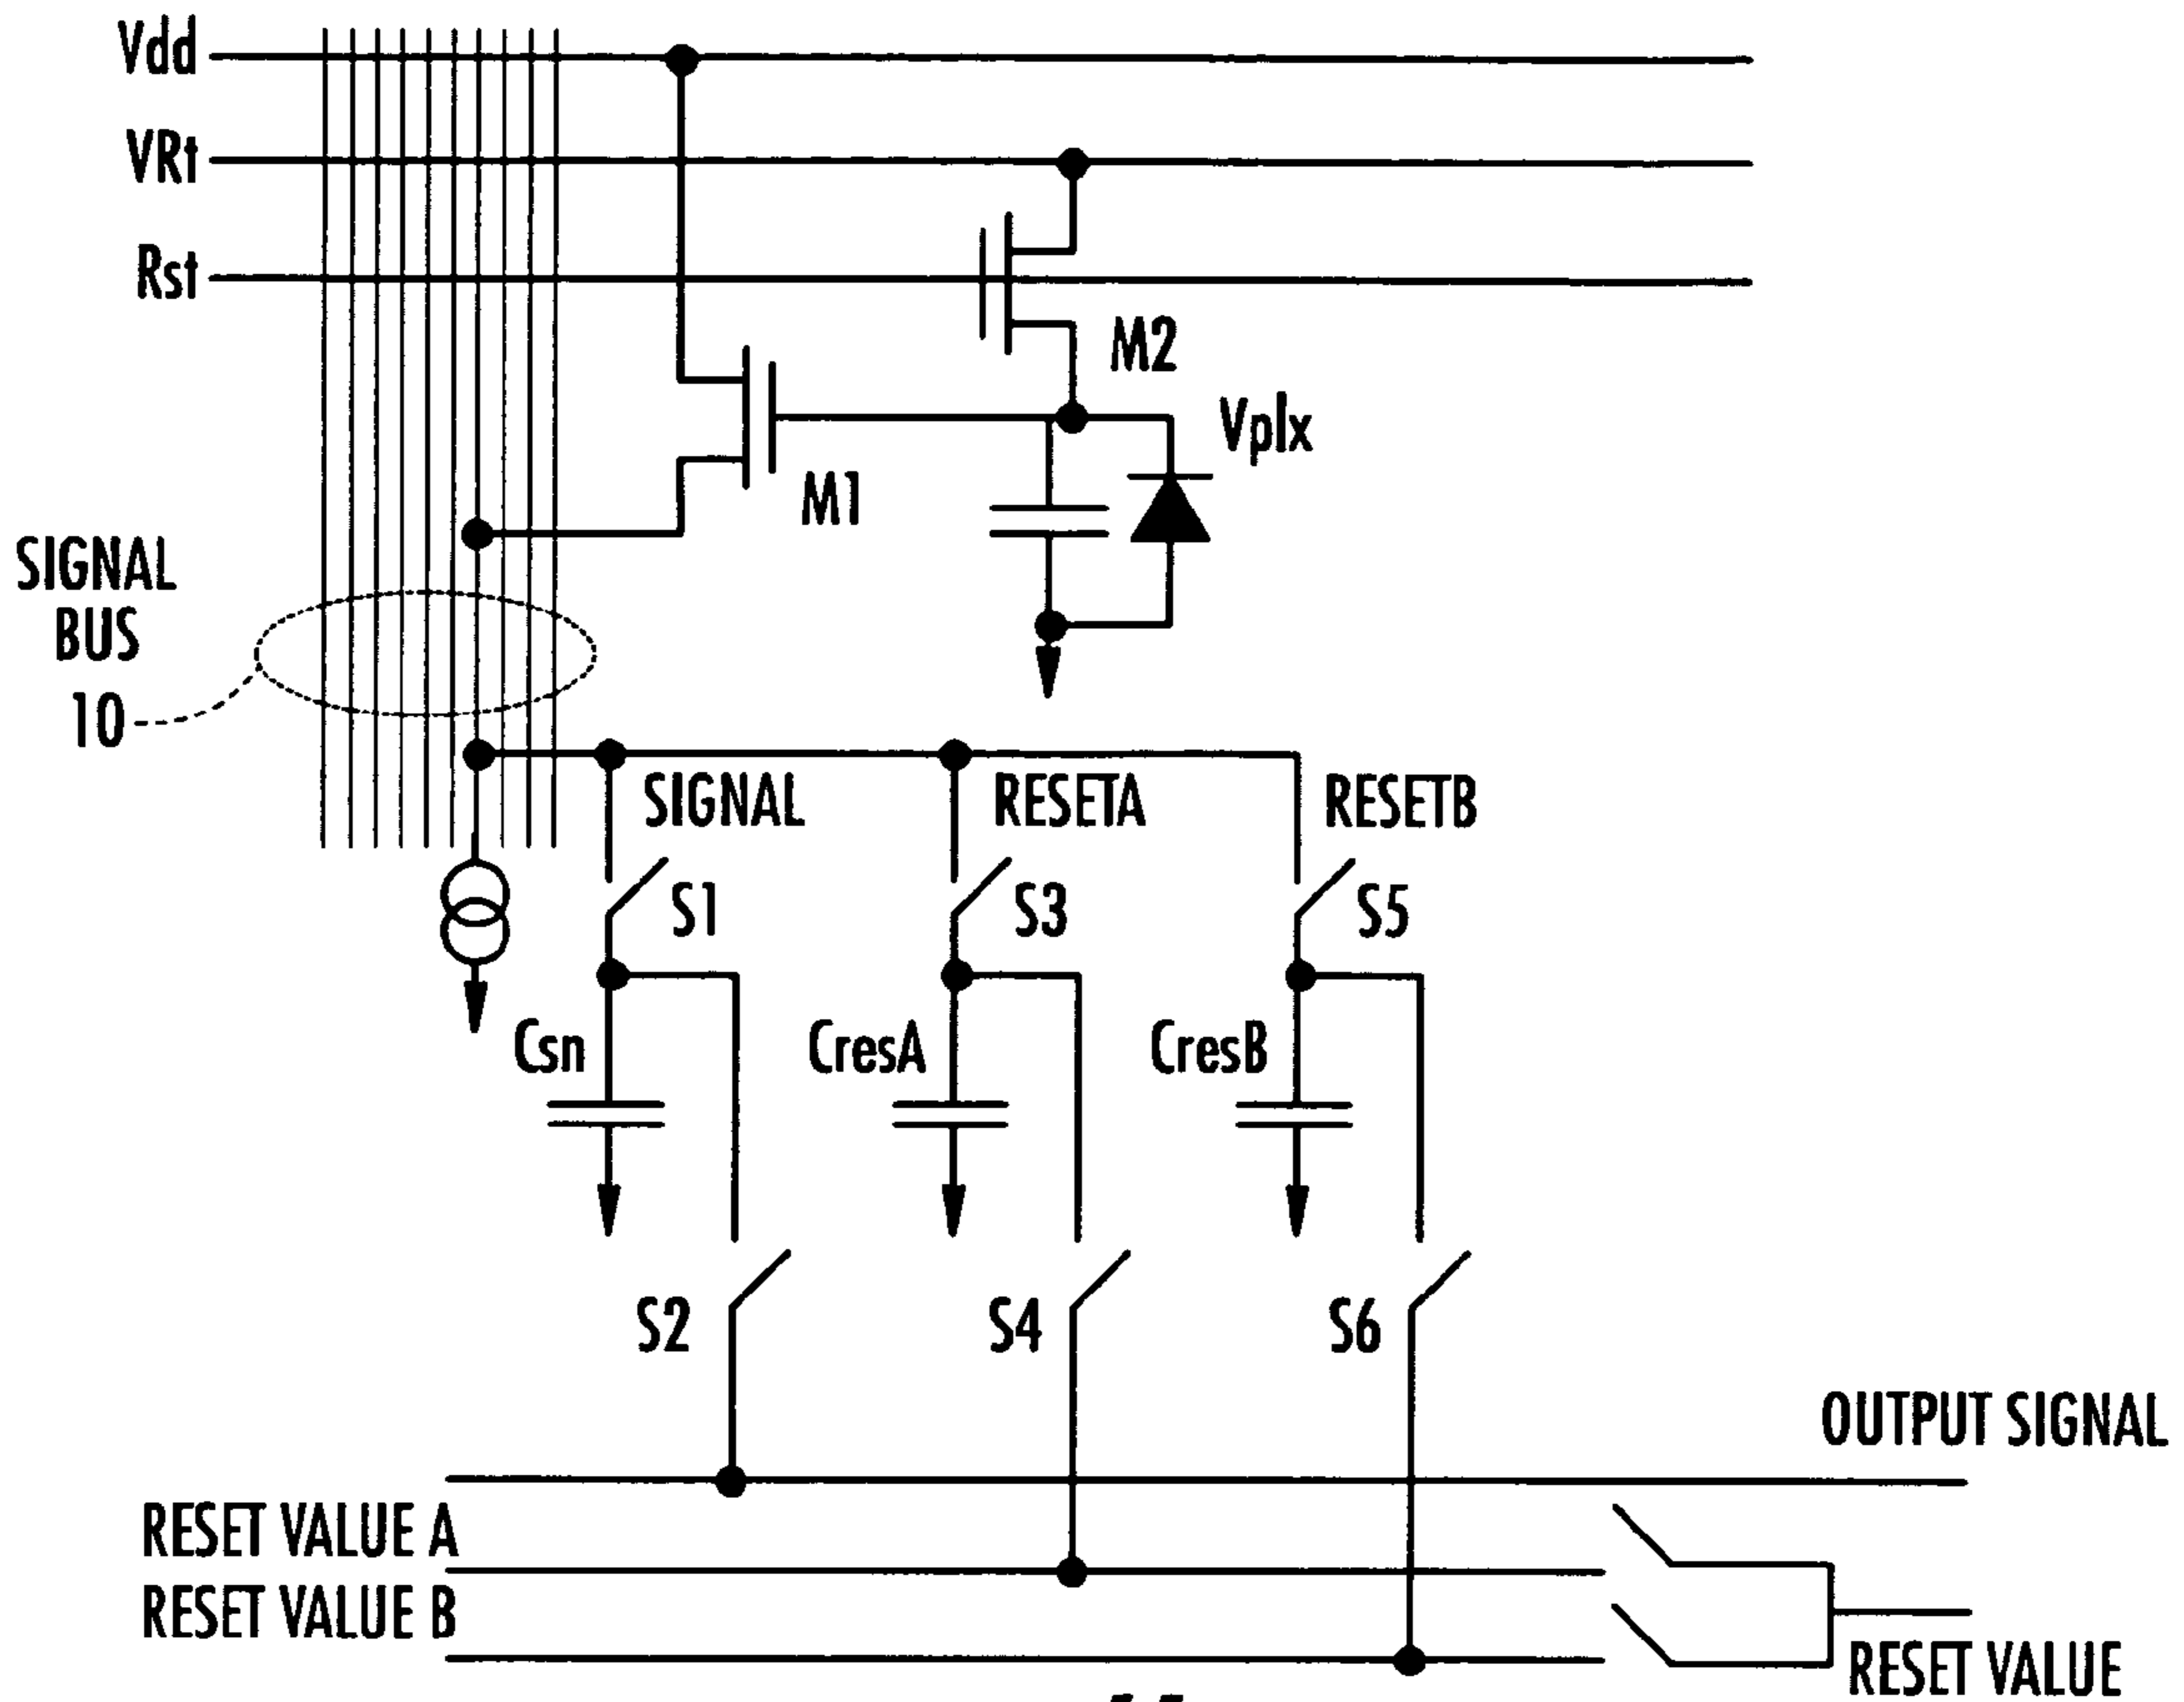 Vdd
VRt
Rst
M2
Vplx
M1
SIGNAL
BUS
10
SIGNAL
RESETA
RESETB
S1
S3
S5
Csn
CresA
CresB
S2
S4
S6
OUTPUT SIGNAL
RESET VALUE A
RESET VALUE B
RESET VALUE